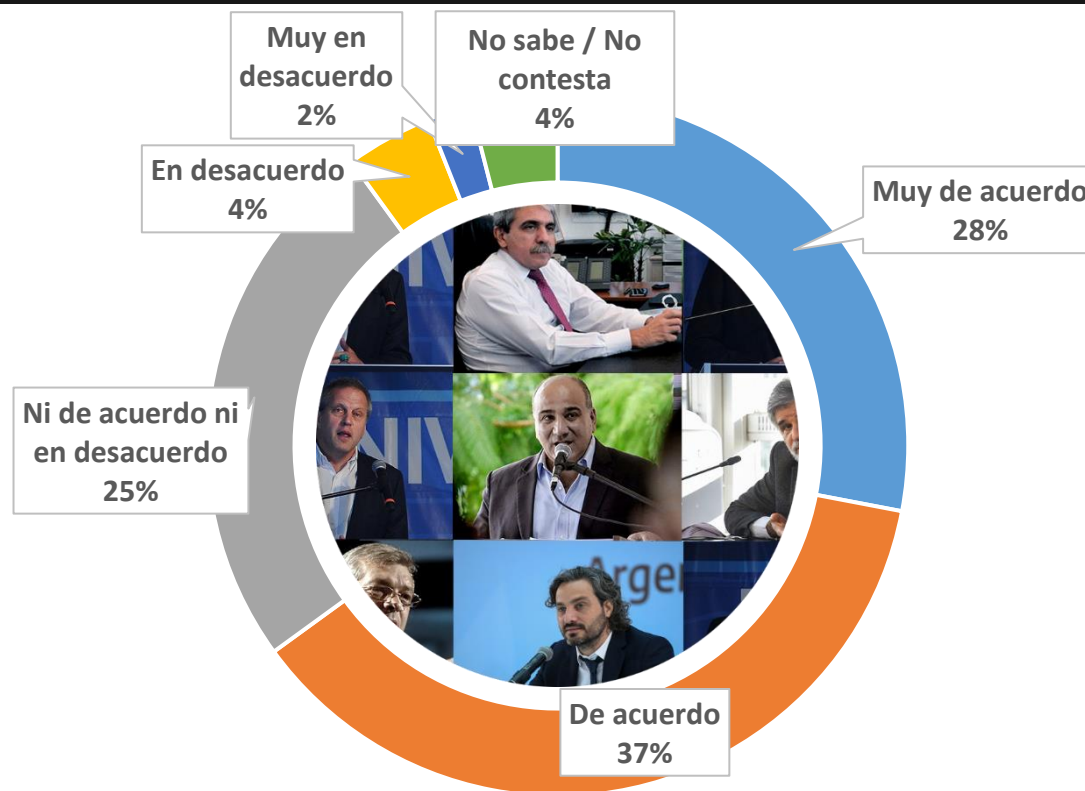 Muy en
desacuerdo
2%
No sabe / No
contesta
4%
En desacuerdo
4%
Muy de acuerdo
28%
Ni de acuerdo ni
en desacuerdo
25%
De acuerdo
37%